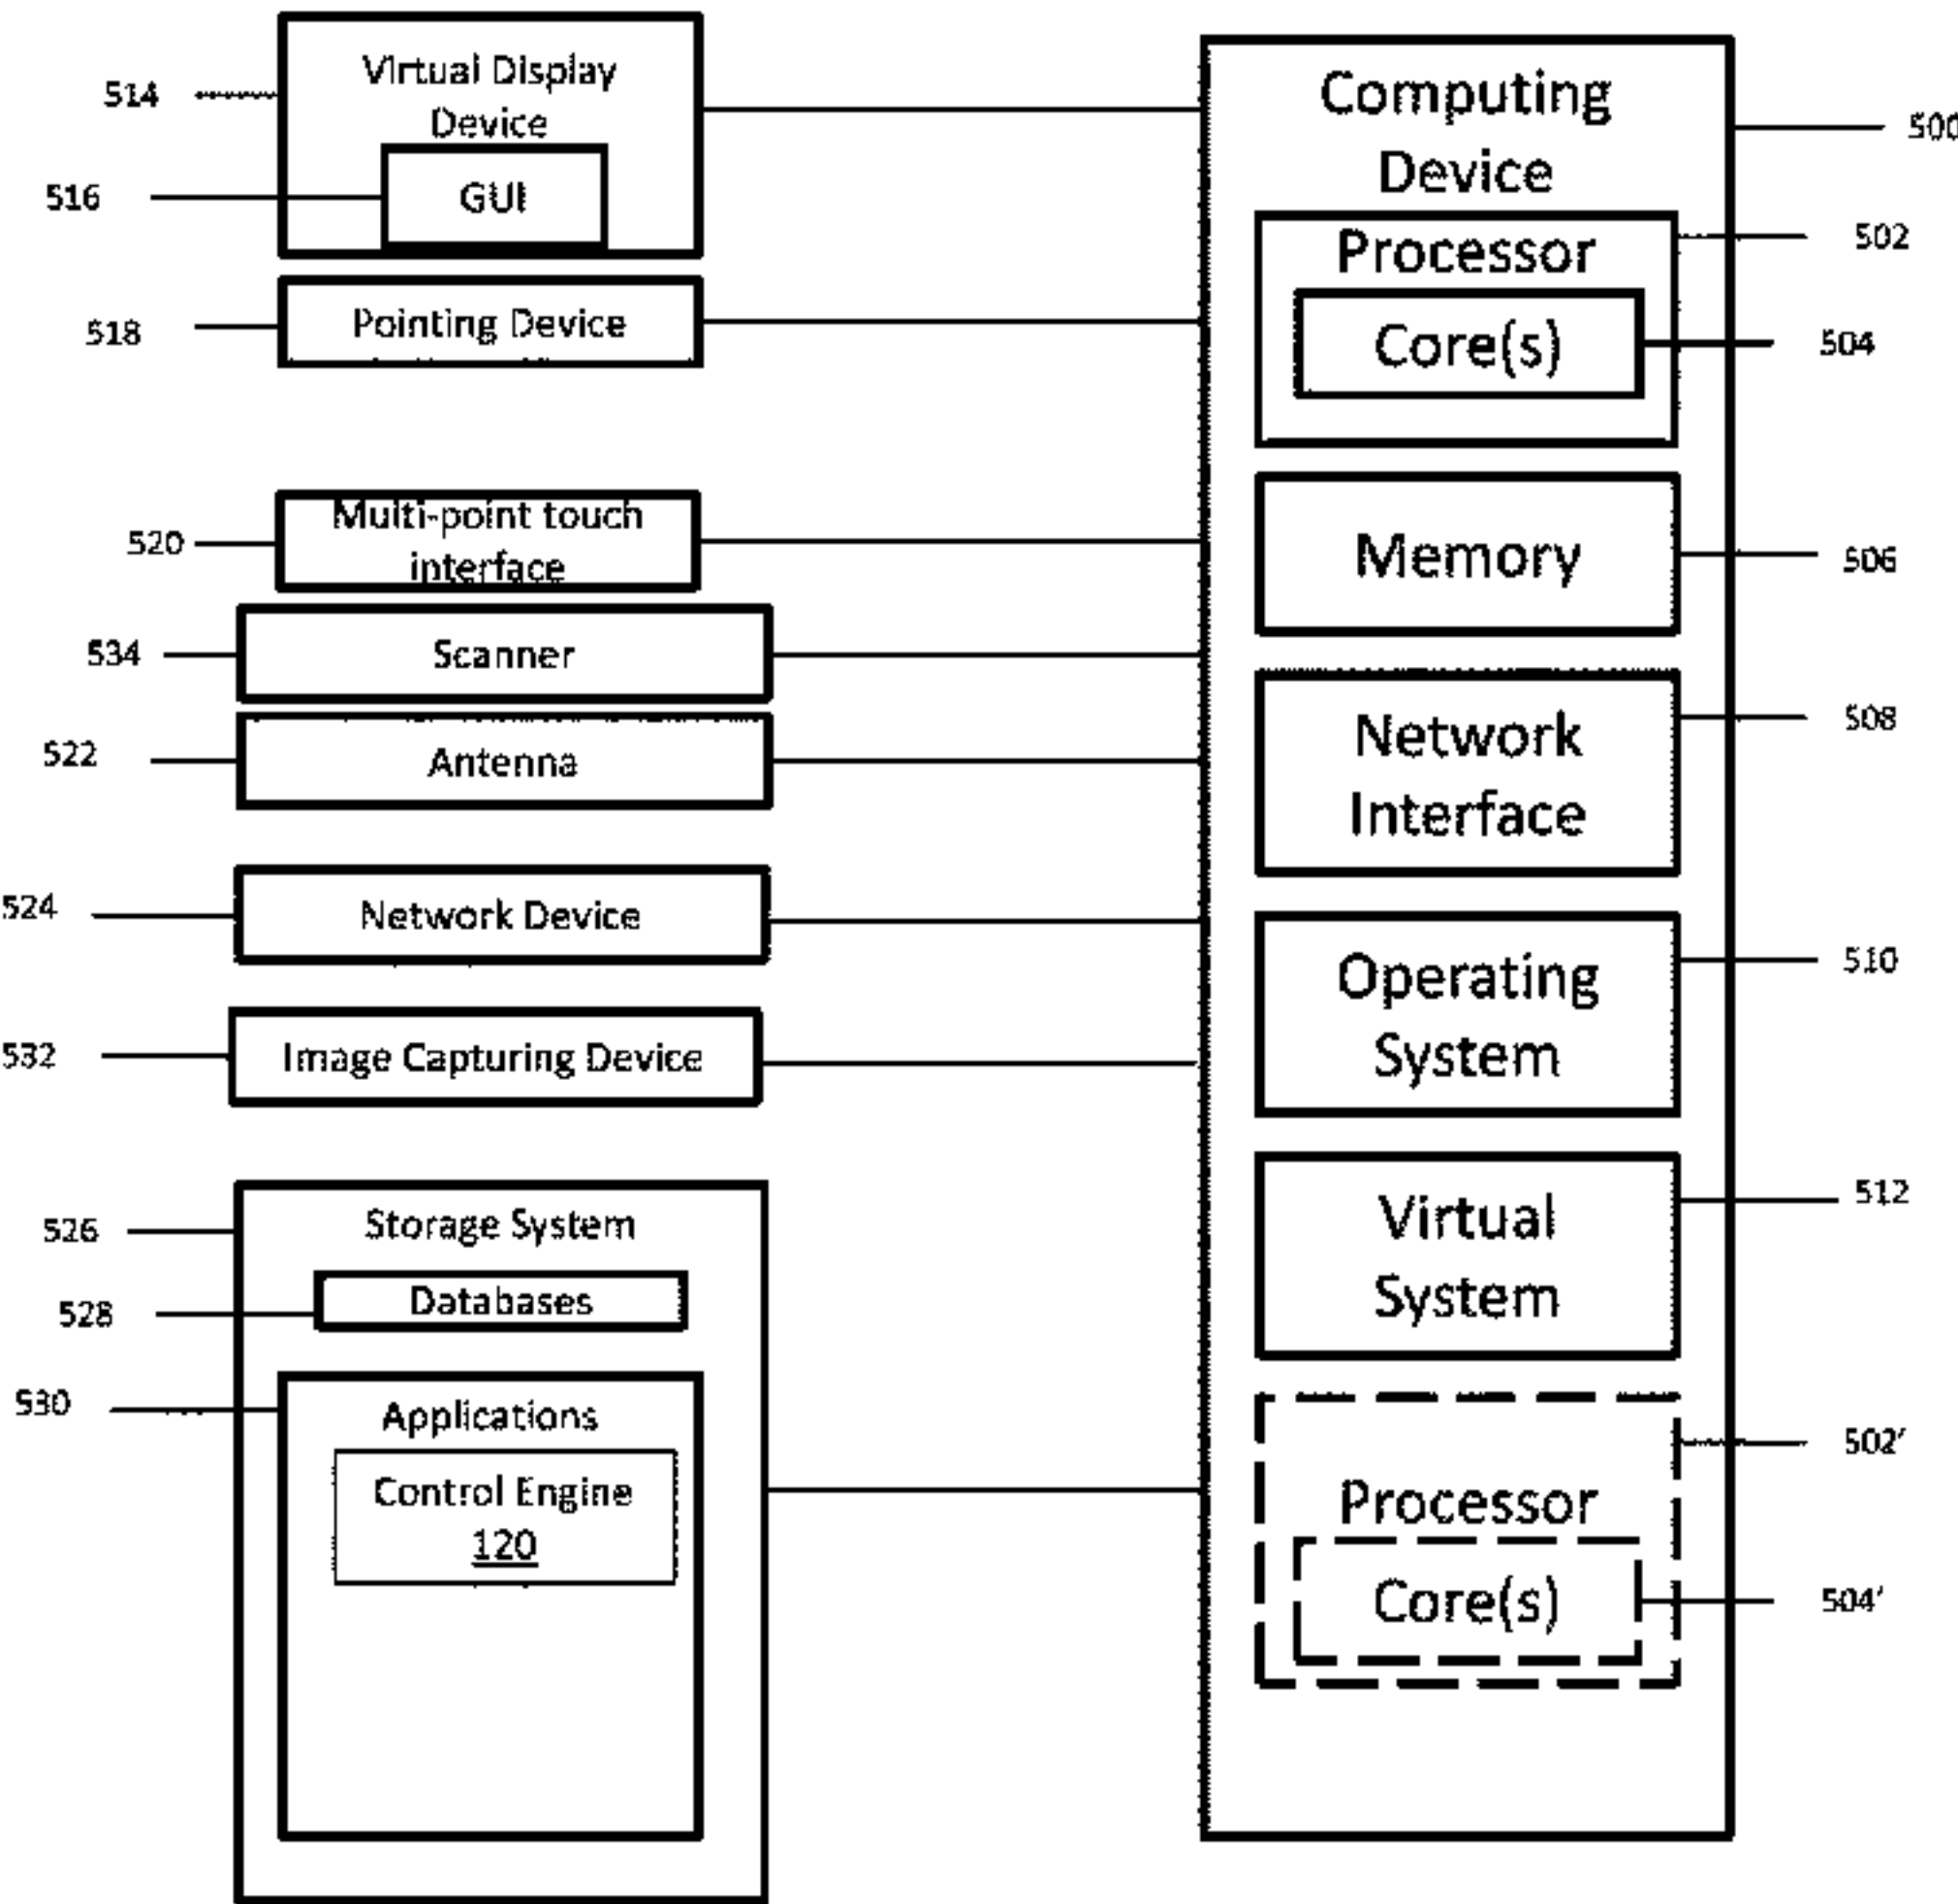 514
Virtual Display
Device
516
GUI
518
Pointing Device
520
Multi-point touch
interface
534
Scanner
522
Antenna
524
Network Device
532
Image Capturing Device
526
Storage System
528
Databases
530
Applications
Control Engine
120
Computing
Device
500
Processor
502
Core(s)
504
Memory
506
Network
Interface
508
Operating
System
510
Virtual
System
512
Processor
502'
Core(s)
504'